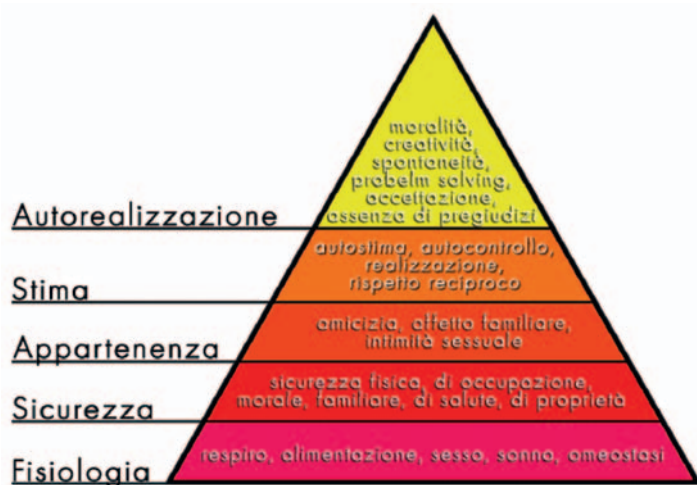 moralità,
creatività,
spontaneità,
probelm solving,
accettazione,
assenza di pregiudizi
Autorealizzazione
autostima, autocontrollo,
realizzazione,
rispetto reciproco
Stima
amicizia, affetto familiare,
intimità sessuale
Appartenenza
sicurezza fisica, di occupazione,
morale, familiare, di salute, di proprietà
Sicurezza
respiro, alimentazione, sesso, sonno, omeostasi
Fisiologia